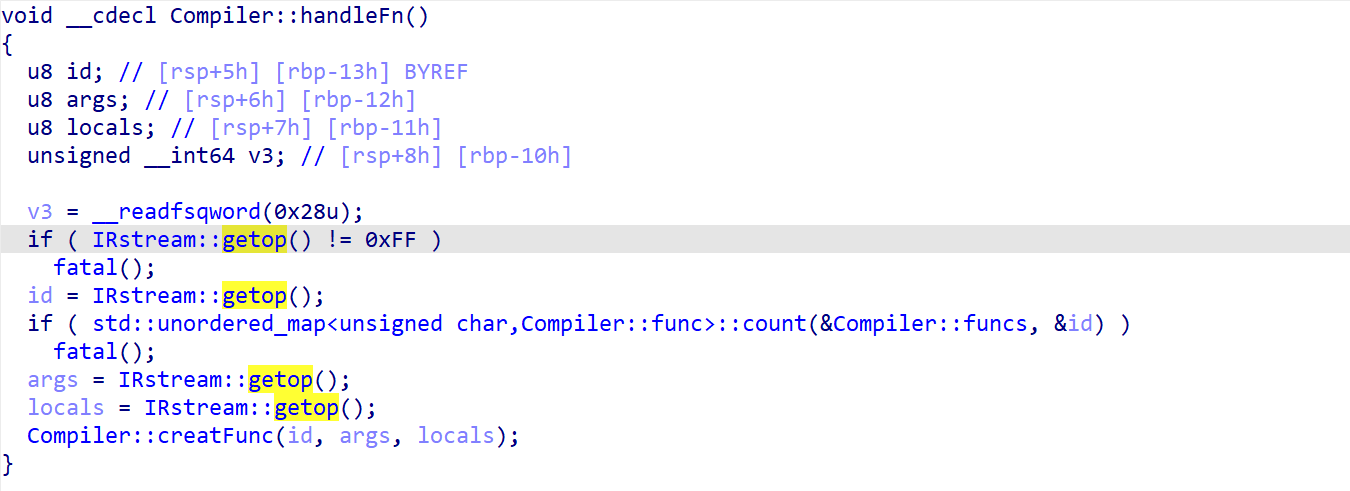 void __cdecl Compiler::handleFn()
{
  u8 id; // [rsp+5h] [rbp-13h] BYREF
  u8 args; // [rsp+6h] [rbp-12h]
  u8 locals; // [rsp+7h] [rbp-11h]
  unsigned __int64 v3; // [rsp+8h] [rbp-10h]

  v3 = __readfsqword(0x28u);
  if ( IRstream::getop() != 0xFF )
    fatal();
  id = IRstream::getop();
  if ( std::unordered_map<unsigned char,Compiler::func>::count(&Compiler::funcs, &id) )
    fatal();
  args = IRstream::getop();
  locals = IRstream::getop();
  Compiler::creatFunc(id, args, locals);
}